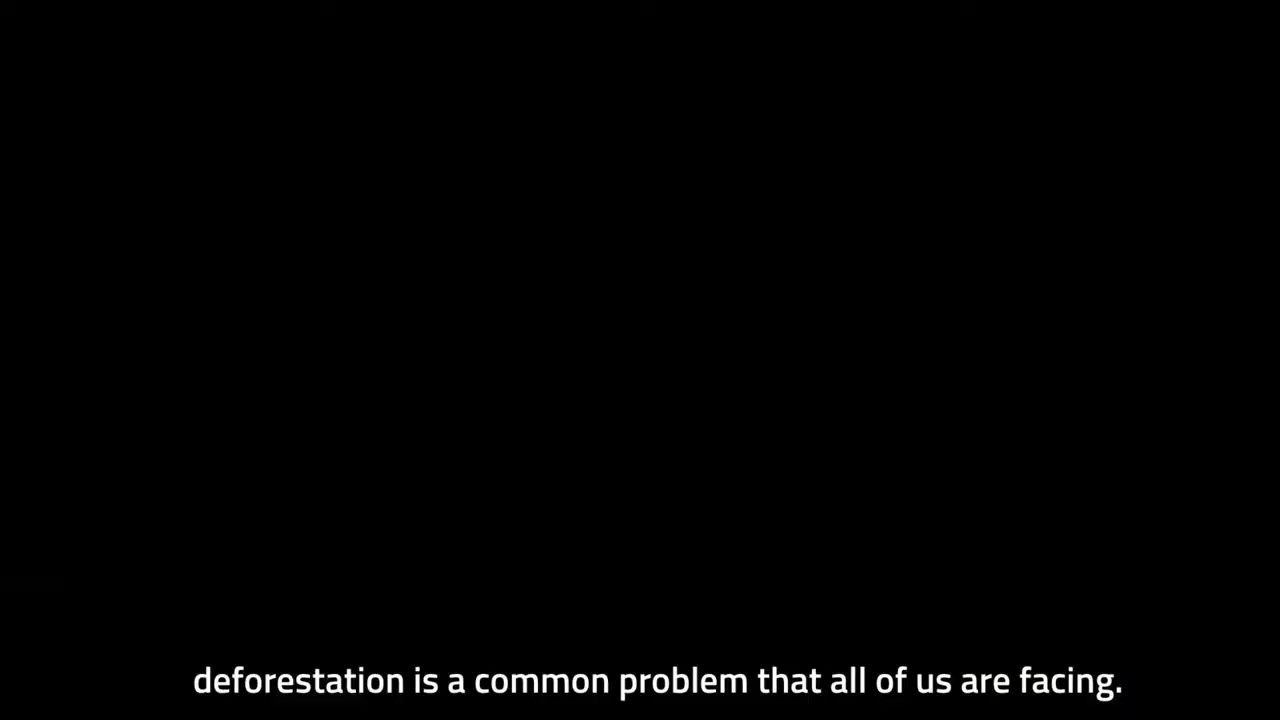 deforestation is a common problem that all of us are facing.